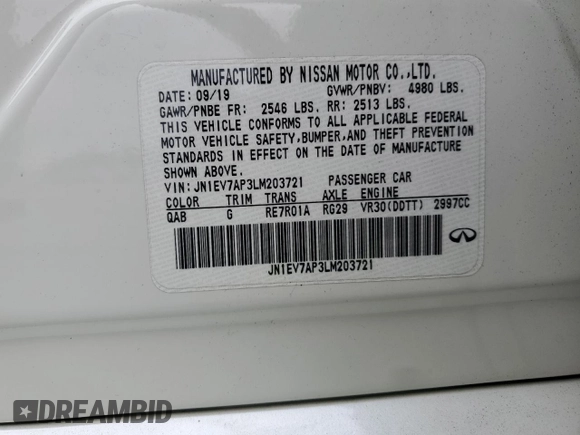 MANUFACTURED BY NISSAN MOTOR CO.,LTD.
DATE: 09/19 GVWR/PNBV: 4980 LBS.
GAWR/PNBE FR: 2546 LBS. RR: 2513 LBS.
THIS VEHICLE CONFORMS TO ALL APPLICABLE FEDERAL
MOTOR VEHICLE SAFETY, BUMPER, AND THEFT PREVENTION
STANDARDS IN EFFECT ON THE DATE OF MANUFACTURE
SHOWN ABOVE.
VIN: JN1EV7AP3LM203721 PASSENGER CAR
COLOR TRIM TRANS AXLE ENGINE
QAB G RE7R01A RG29 VR30(DDTT) 2997CC
JN1EV7AP3LM203721
DREAMBID